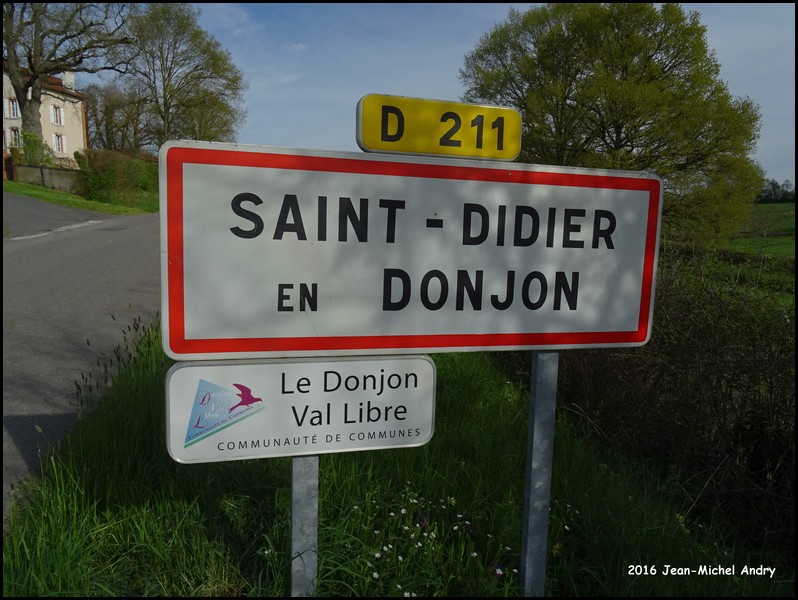 D 211
SAINT - DIDIER
EN DONJON
Le Donjon
Val Libre
COMMUNAUTÉ DE COMMUNES
2016 Jean-Michel Andry